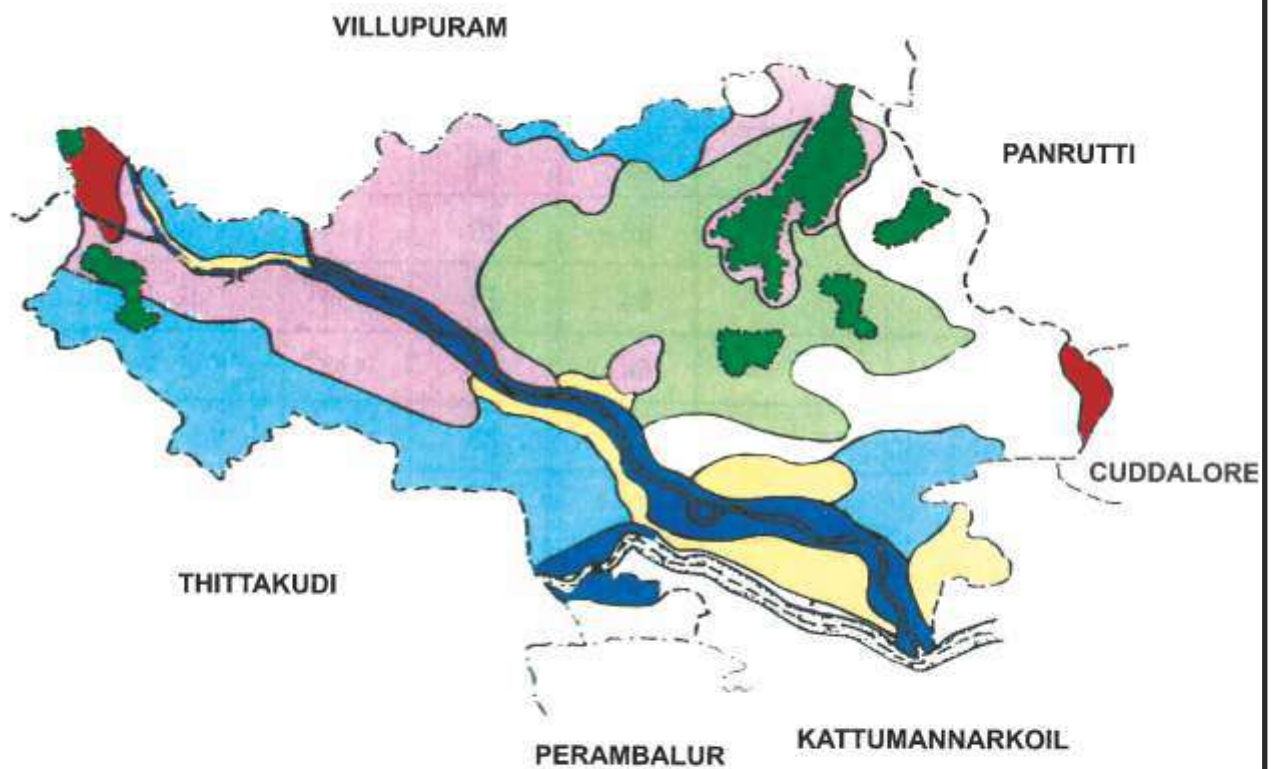 VILLUPURAM
PANRUTTI
CUDDALORE
THITTAKUDI
KATTUMANNARKOIL
PERAMBALUR